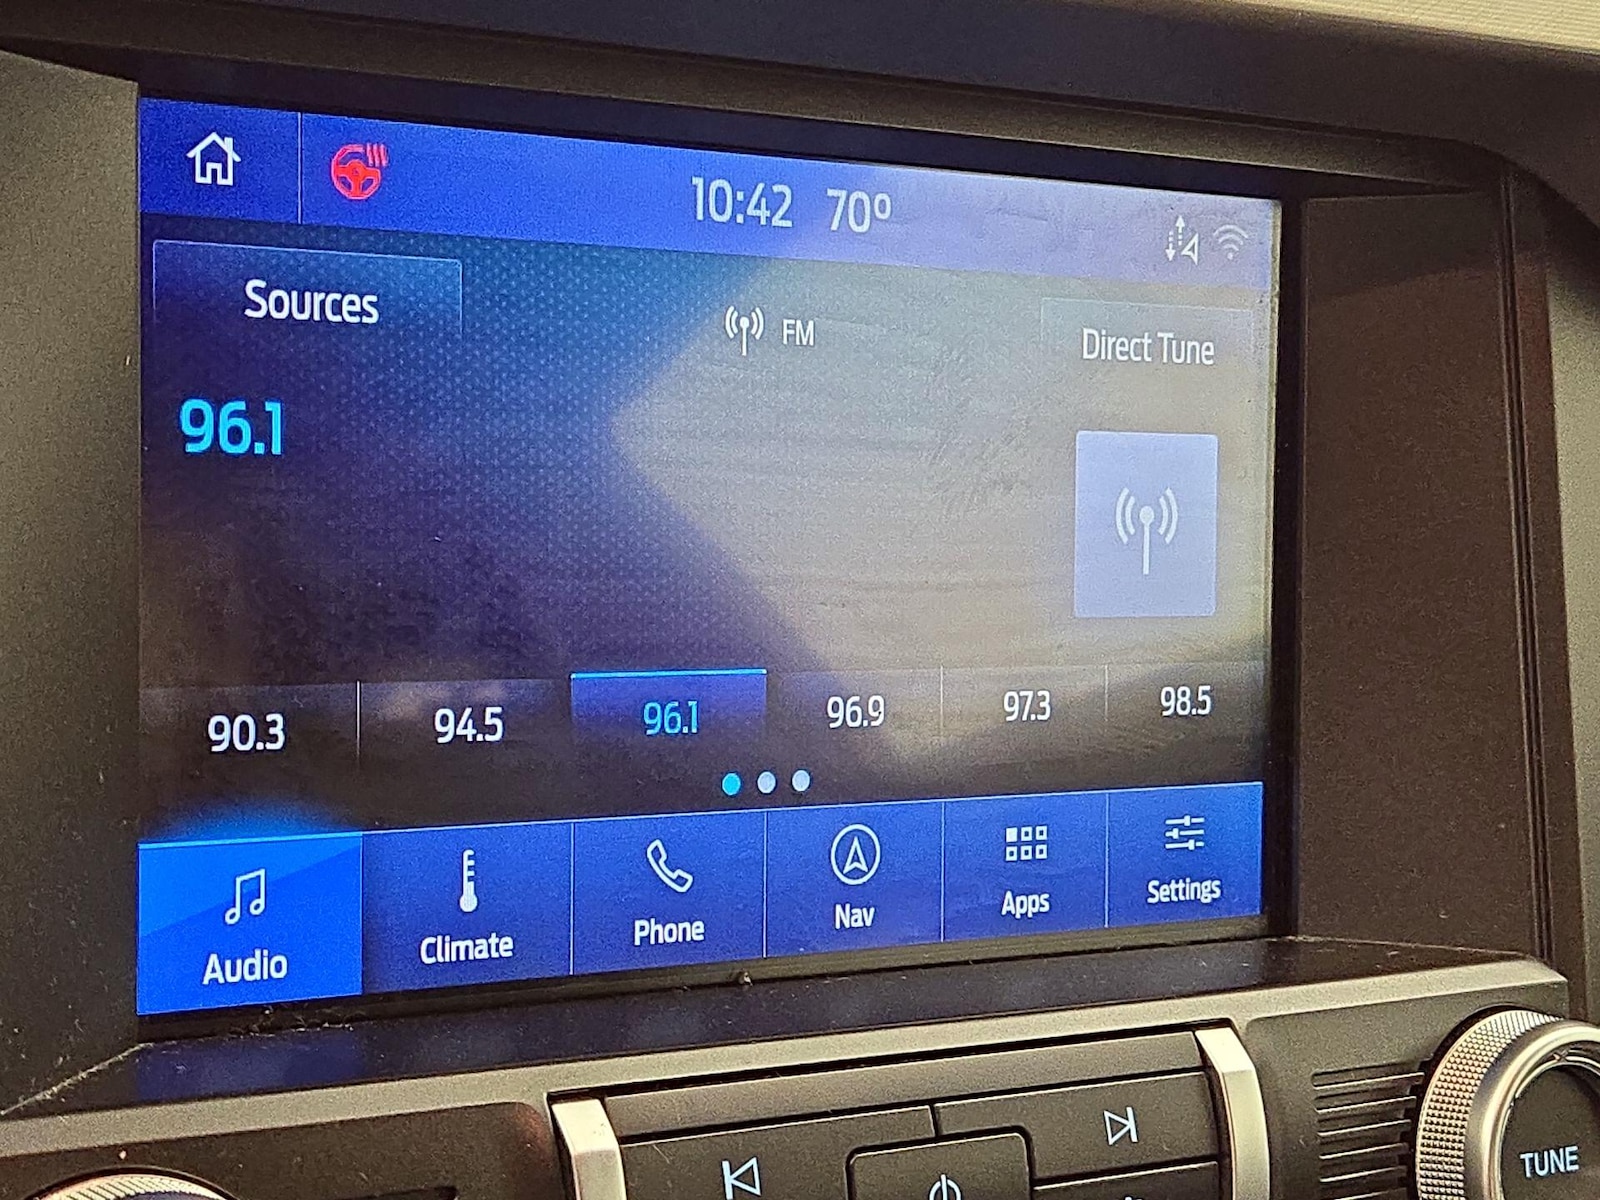 10:42 70º
Sources
FM
Direct Tune
96.1
90.3 94.5 96.1 96.9 97.3 98.5
Audio Climate Phone Nav Apps Settings
TUNE